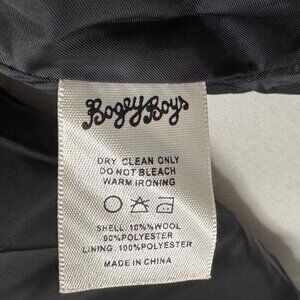 Bogey Boys
DRY CLEAN ONLY
DO NOT BLEACH
WARM IRONING
SHELL: 10%%WOOL
90%POLYESTER
LINING: 100%POLYESTER
MADE IN CHINA